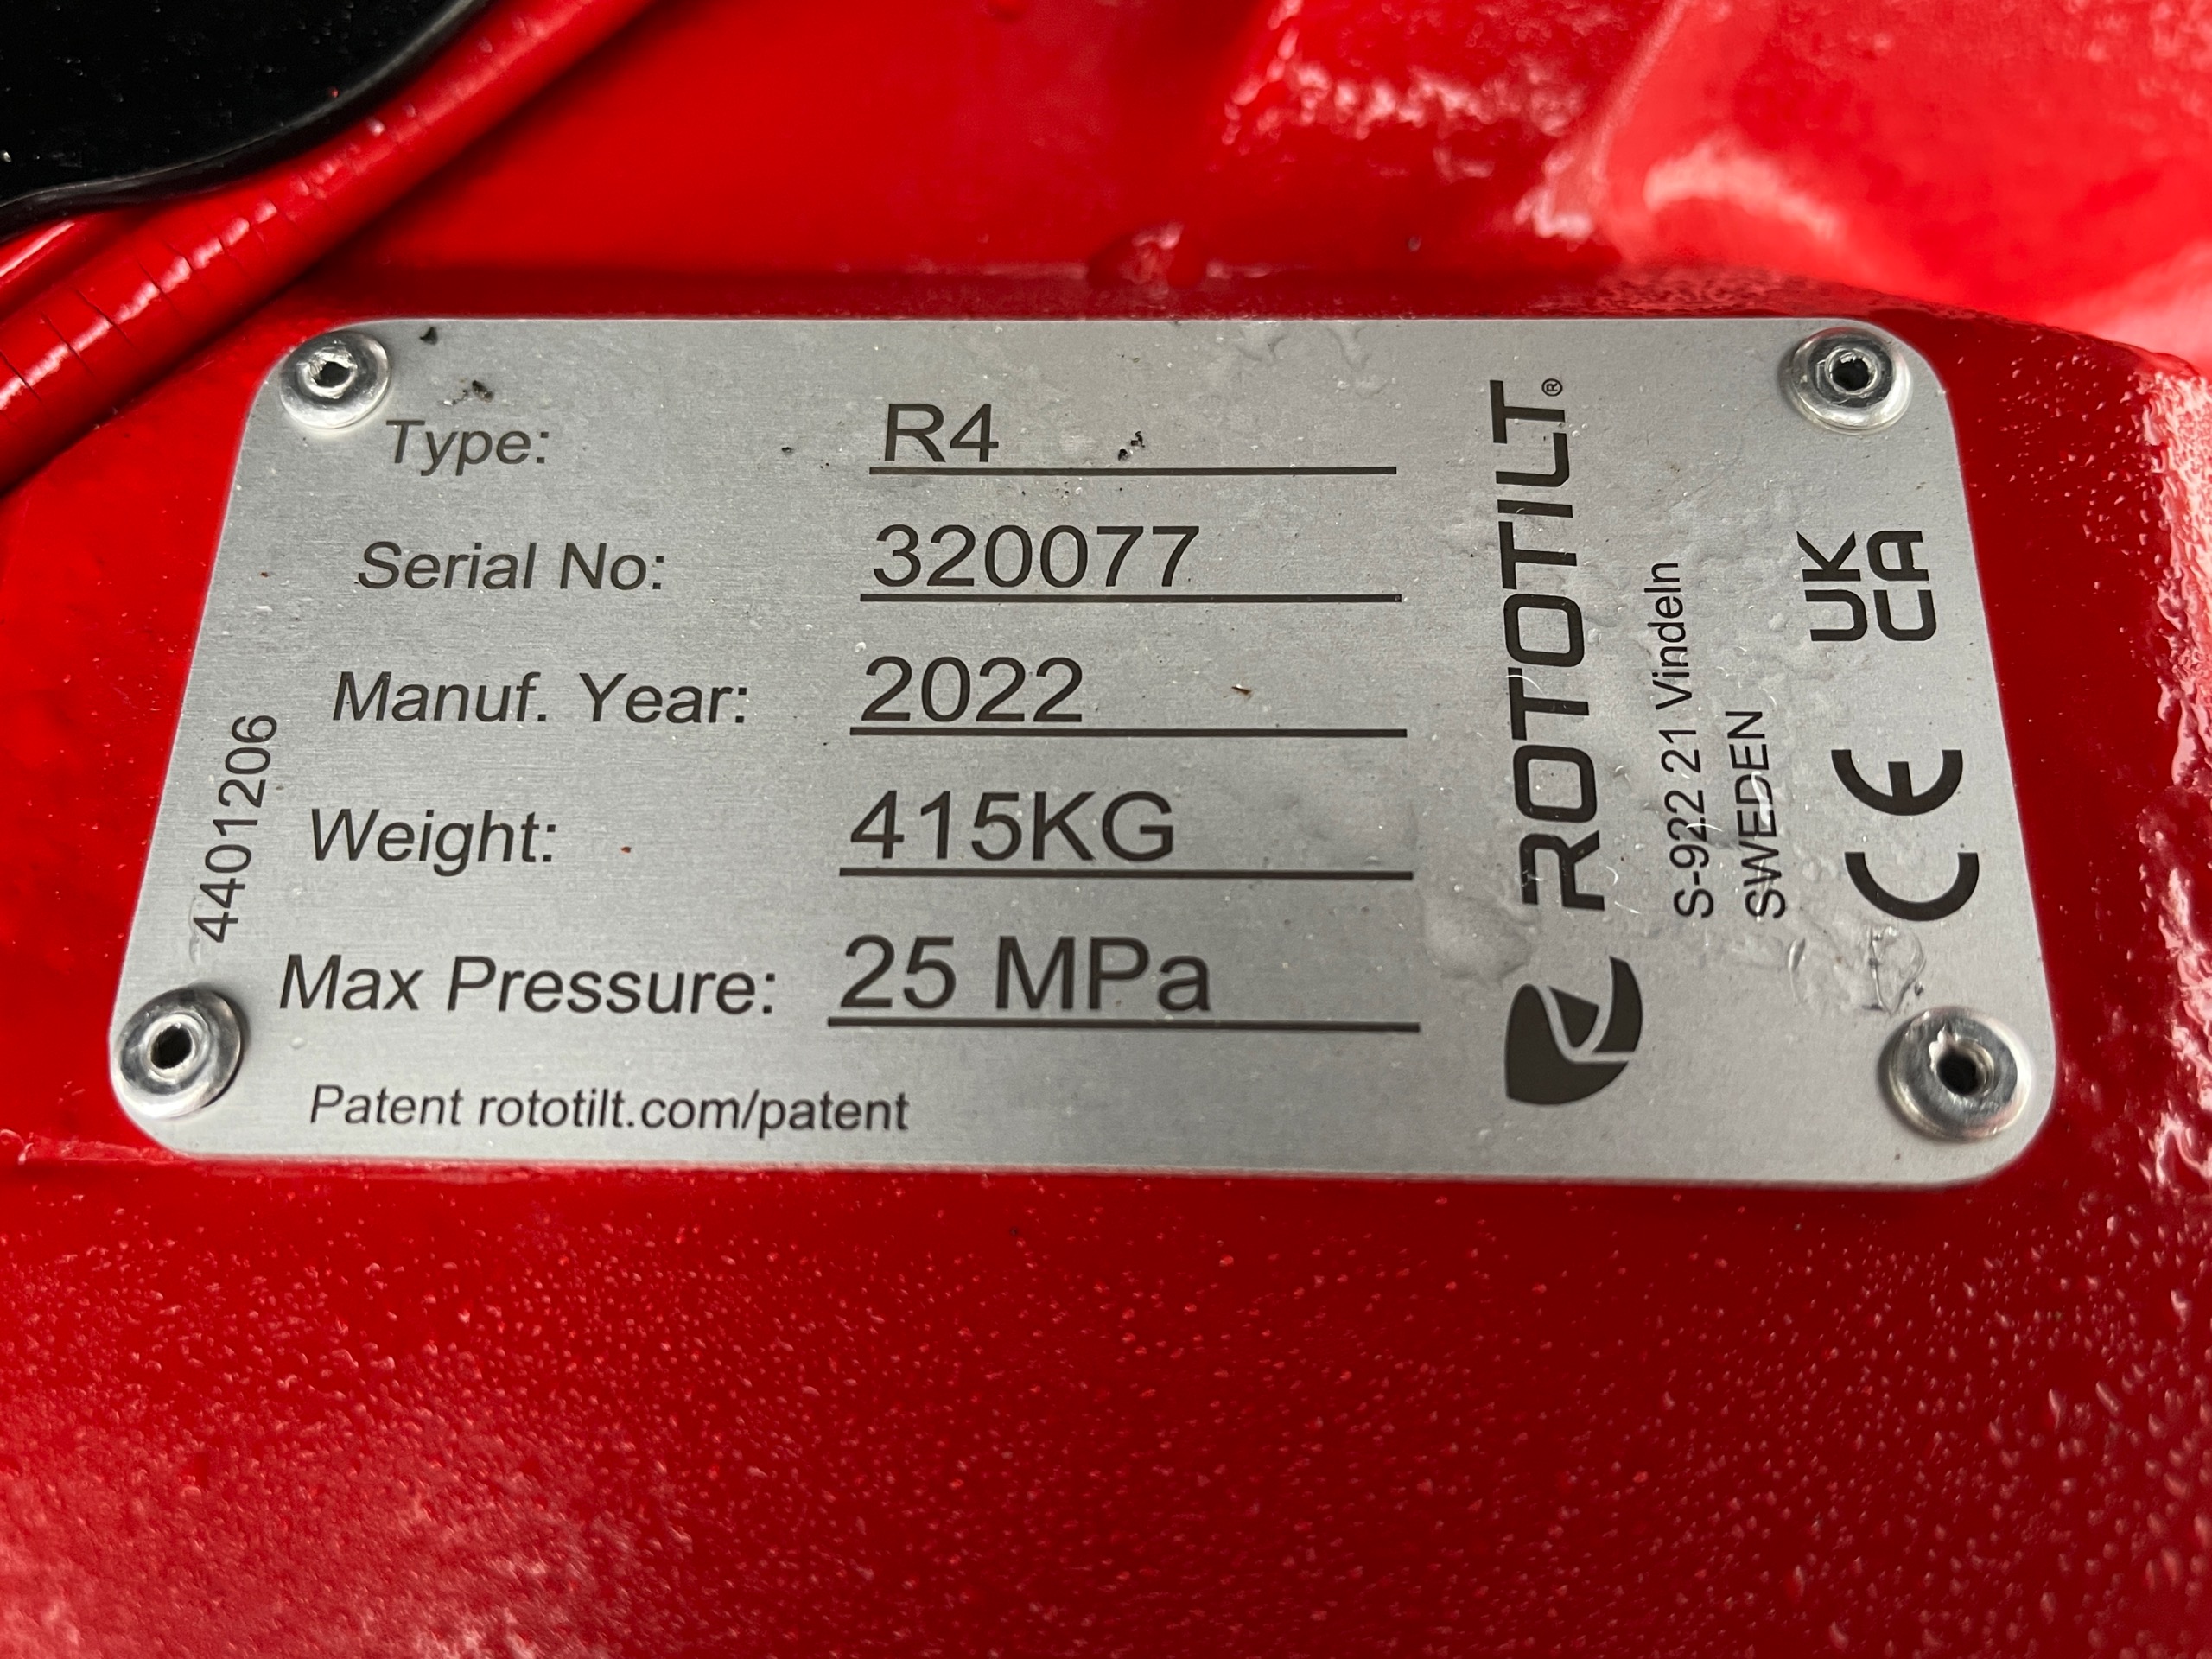 Type: R4
Serial No: 320077
Manuf. Year: 2022
Weight: 415KG
Max Pressure: 25 MPa
Patent rototilt.com/patent
4401206
ROTOTILT®
S-922 21 Vindeln
SWEDEN
CE
UK
CA